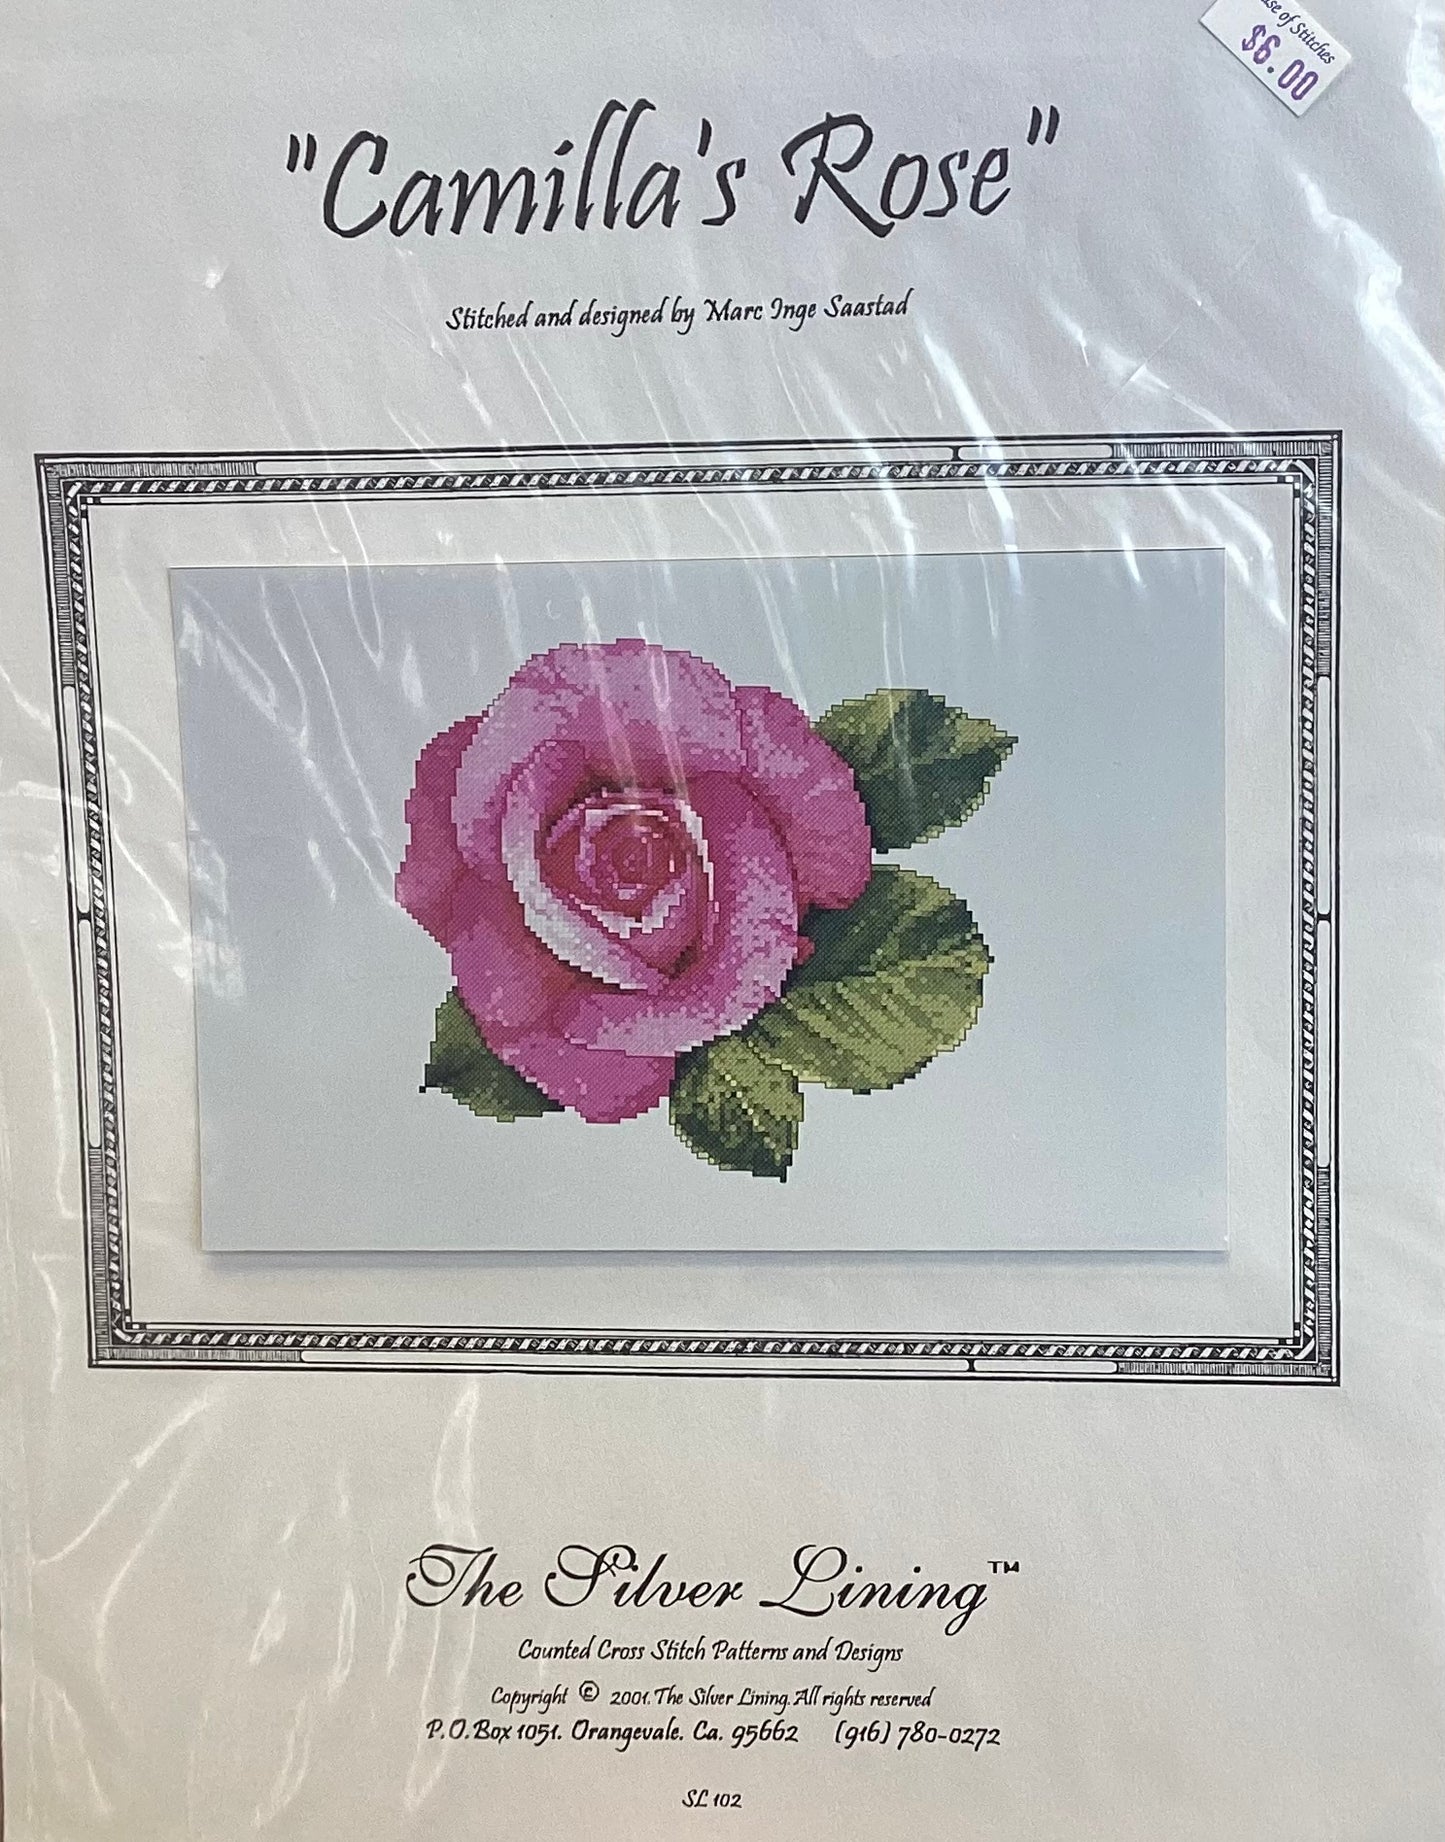 of Stitches
$6.00
"Camilla's Rose"
Stitched and designed by Marc Inge Saastad
The Silver Lining™
Counted Cross Stitch Patterns and Designs
Copyright © 2001. The Silver Lining. All rights reserved
P.O. Box 1051. Orangevale. Ca. 95662 (916) 780-0272
SL 102